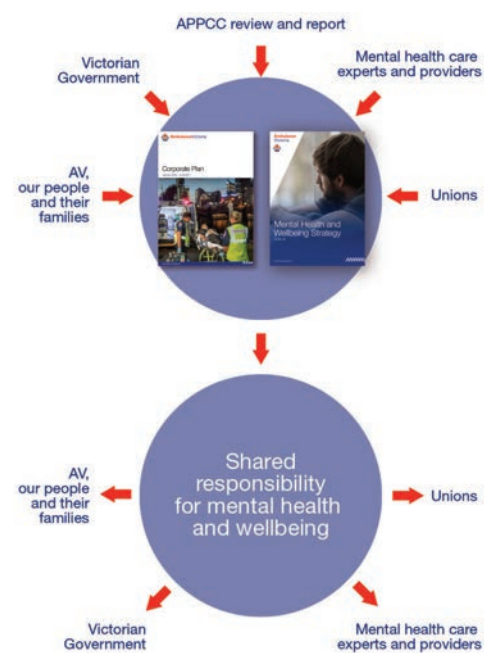 APPCC review and report
Victorian
Government
Mental health care
experts and providers
Corporate Plan
Mental Health and
Wellbeing Strategy
AV,
our people
and their
families
Unions
Shared
responsibility
for mental health
and wellbeing
AV,
our people
and their
families
Unions
Victorian
Government
Mental health care
experts and providers